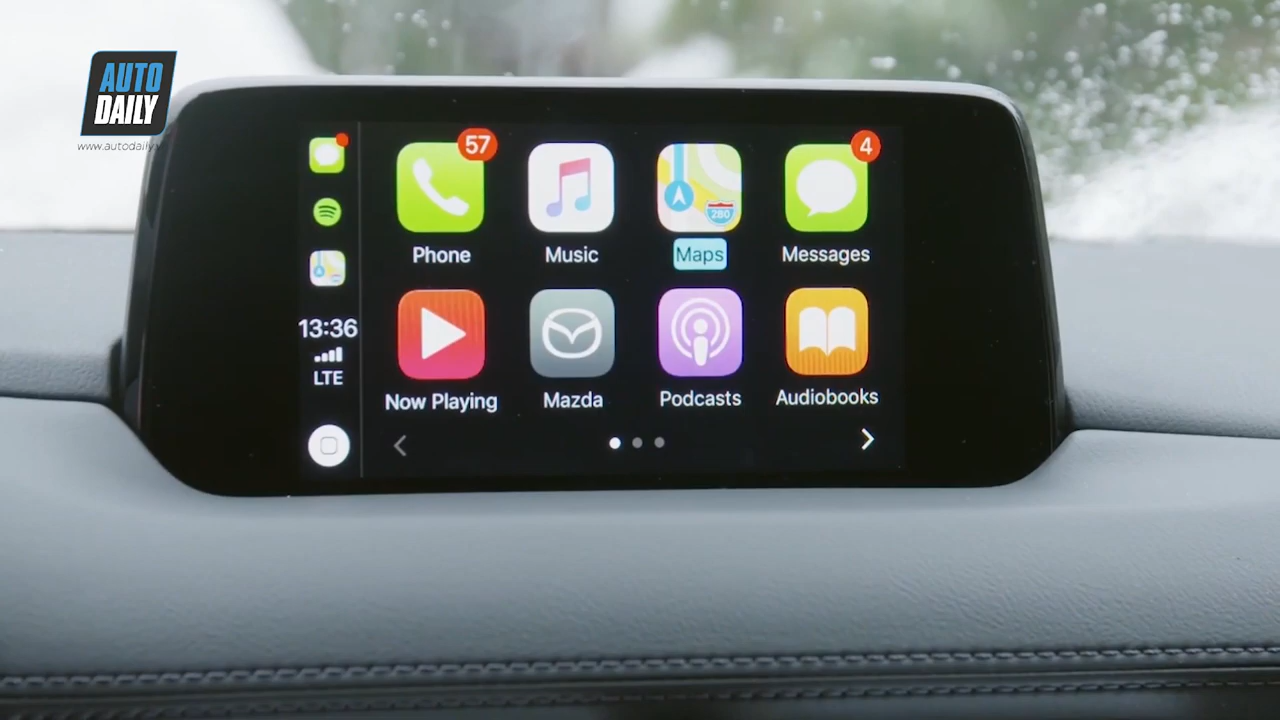 AUTO
DAILY
www.autodaily.v
57
4
Phone
Music
280
Maps
Messages
13:36
LTE
Now Playing
Mazda
Podcasts
Audiobooks